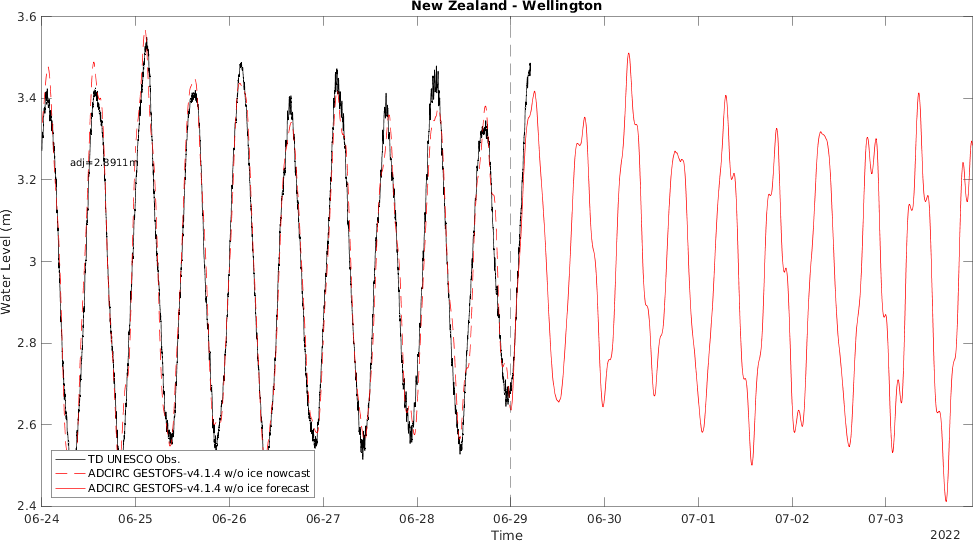 New Zealand - Wellington
3.6
3.4
adj=2.8911m
3.2
3
Water Level (m)
2.8
2.6
TD UNESCO Obs.
ADCIRC GESTOFS-v4.1.4 w/o ice nowcast
ADCIRC GESTOFS-v4.1.4 w/o ice forecast
2.4
06-24 06-25 06-26 06-27 06-28 06-29 06-30 07-01 07-02 07-03
Time
2022